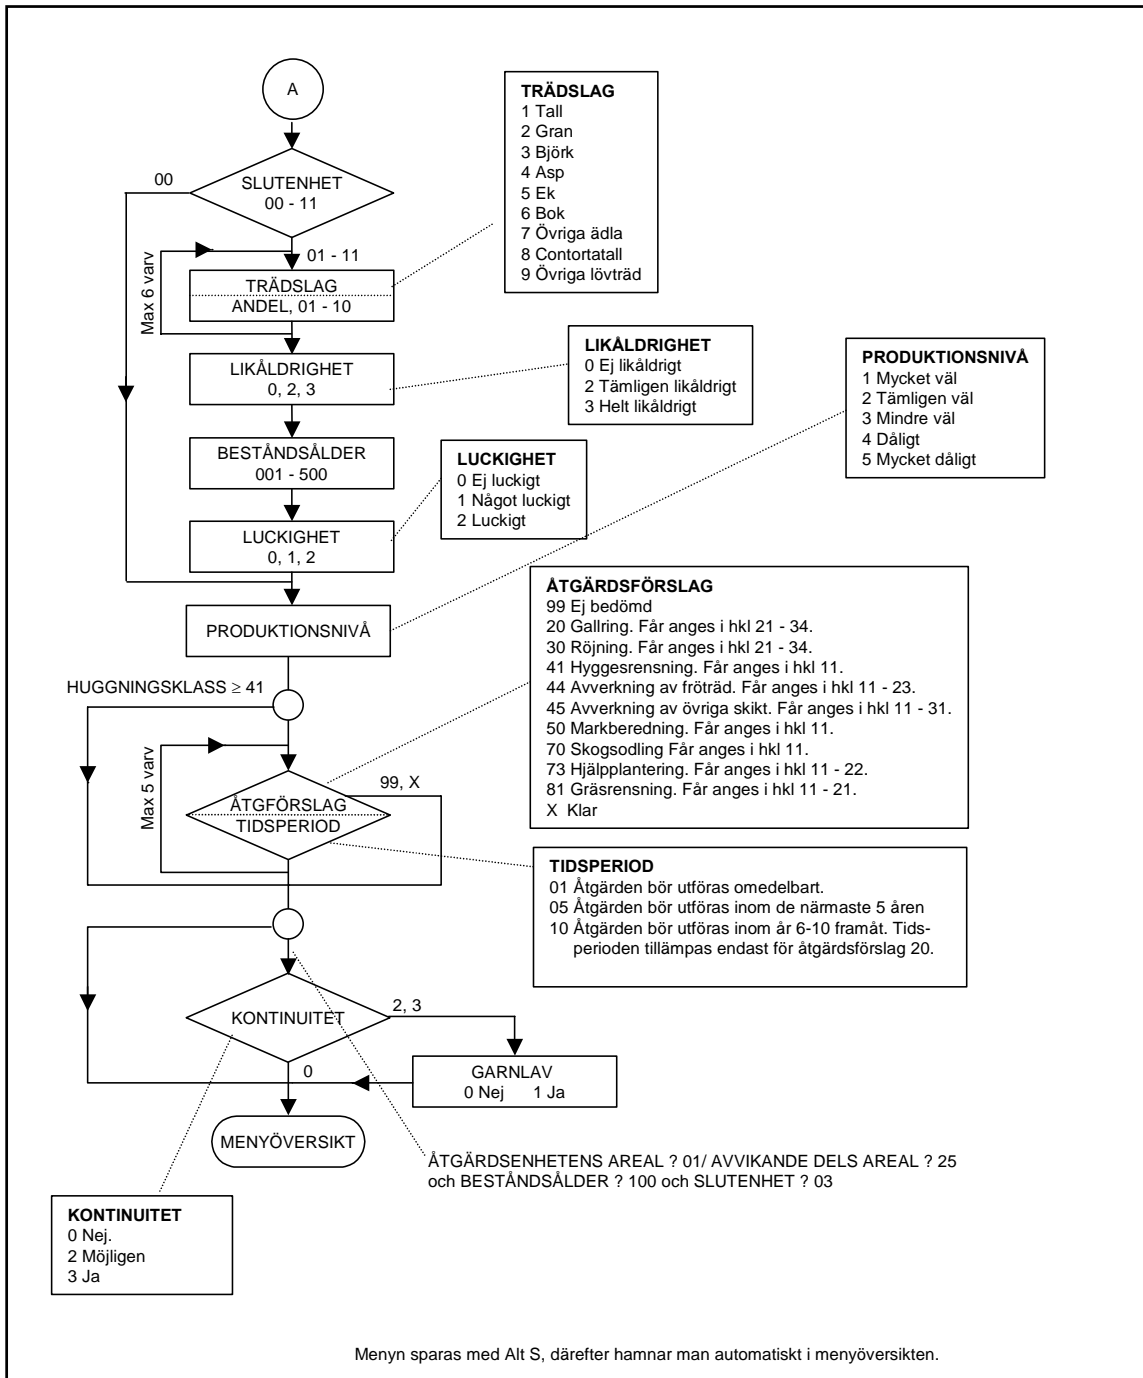 A
TRÄDSLAG
1 Tall
2 Gran
3 Björk
4 Asp
5 Ek
6 Bok
7 Övriga ädla
8 Contortatall
9 Övriga lövträd
00
SLUTENHET
00 - 11
01 - 11
Max 6 varv
TRÄDSLAG
ANDEL, 01 - 10
LIKÅLDRIGHET
0 Ej likåldrigt
2 Tämligen likåldrigt
3 Helt likåldrigt
PRODUKTIONSNIVÅ
1 Mycket väl
2 Tämligen väl
3 Mindre väl
4 Dåligt
5 Mycket dåligt
LIKÅLDRIGHET
0, 2, 3
BESTÅNDSÅLDER
001 - 500
LUCKIGHET
0 Ej luckigt
1 Något luckigt
2 Luckigt
LUCKIGHET
0, 1, 2
PRODUKTIONSNIVÅ
ÅTGÄRDSFÖRSLAG
99 Ej bedömd
20 Gallring. Får anges i hkl 21 - 34.
30 Röjning. Får anges i hkl 21 - 34.
41 Hyggesrensning. Får anges i hkl 11.
44 Avverkning av fröträd. Får anges i hkl 11 - 23.
45 Avverkning av övriga skikt. Får anges i hkl 11 - 31.
50 Markberedning. Får anges i hkl 11.
70 Skogsodling Får anges i hkl 11.
73 Hjälpplantering. Får anges i hkl 11 - 22.
81 Gräsrensning. Får anges i hkl 11 - 21.
X Klar
HUGGNINGSKLASS ≥ 41
Max 5 varv
99, X
ÅTGFÖRSLAG
TIDSPERIOD
TIDSPERIOD
01 Åtgärden bör utföras omedelbart.
05 Åtgärden bör utföras inom de närmaste 5 åren
10 Åtgärden bör utföras inom år 6-10 framåt. Tids-
perioden tillämpas endast för åtgärdsförslag 20.
KONTINUITET
2, 3
0
GARNLAV
0 Nej 1 Ja
MENYÖVERSIKT
ÅTGÄRDSENHETENS AREAL ? 01/ AVVIKANDE DELS AREAL ? 25
och BESTÅNDSÅLDER ? 100 och SLUTENHET ? 03
KONTINUITET
0 Nej.
2 Möjligen
3 Ja
Menyn sparas med Alt S, därefter hamnar man automatiskt i menyöversikten.